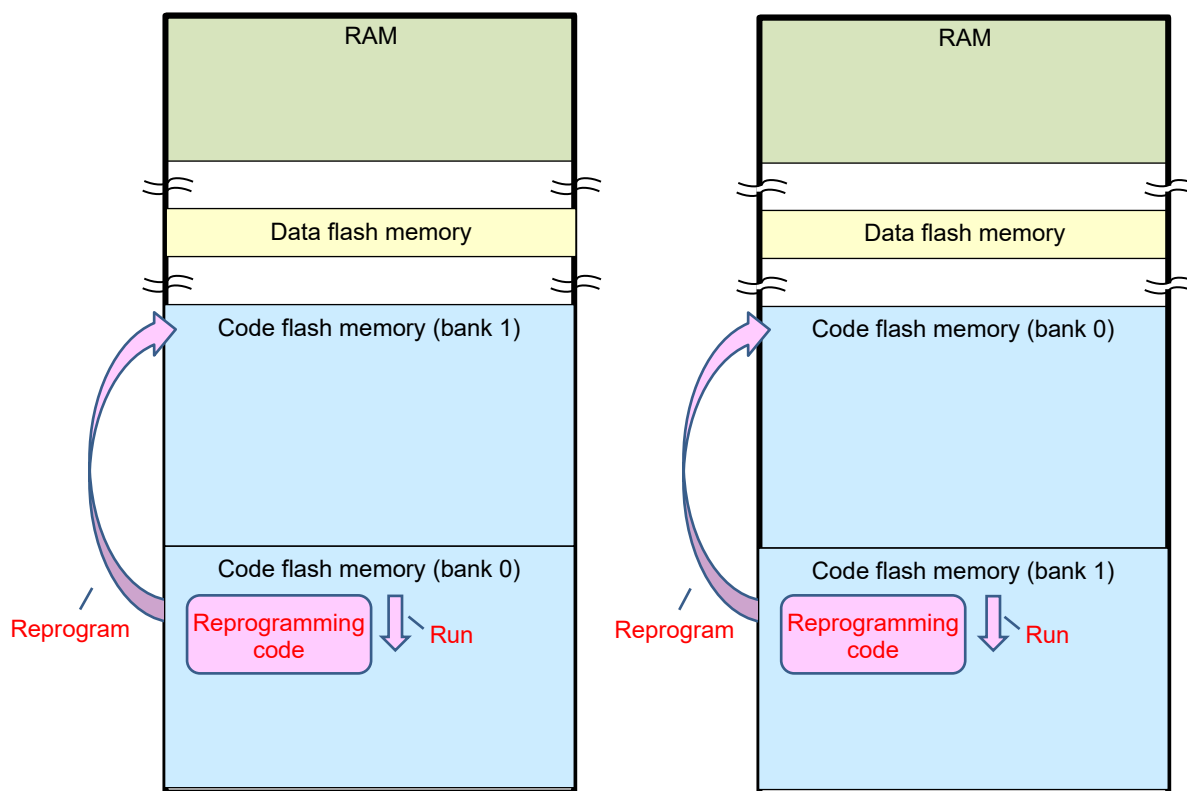 RAM
Data flash memory
Code flash memory (bank 1)
Code flash memory (bank 0)
Reprogramming
code
Run
Reprogram
RAM
Data flash memory
Code flash memory (bank 0)
Code flash memory (bank 1)
Reprogramming
code
Run
Reprogram